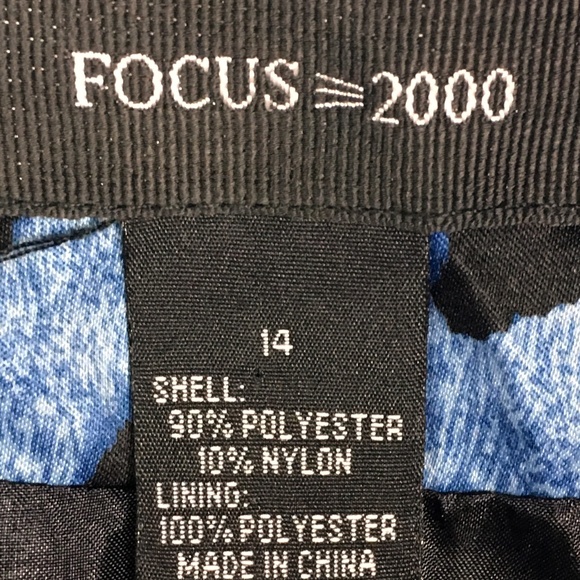 FOCUS 2000
14
SHELL:
90% POLYESTER
10% NYLON
LINING:
100% POLYESTER
MADE IN CHINA